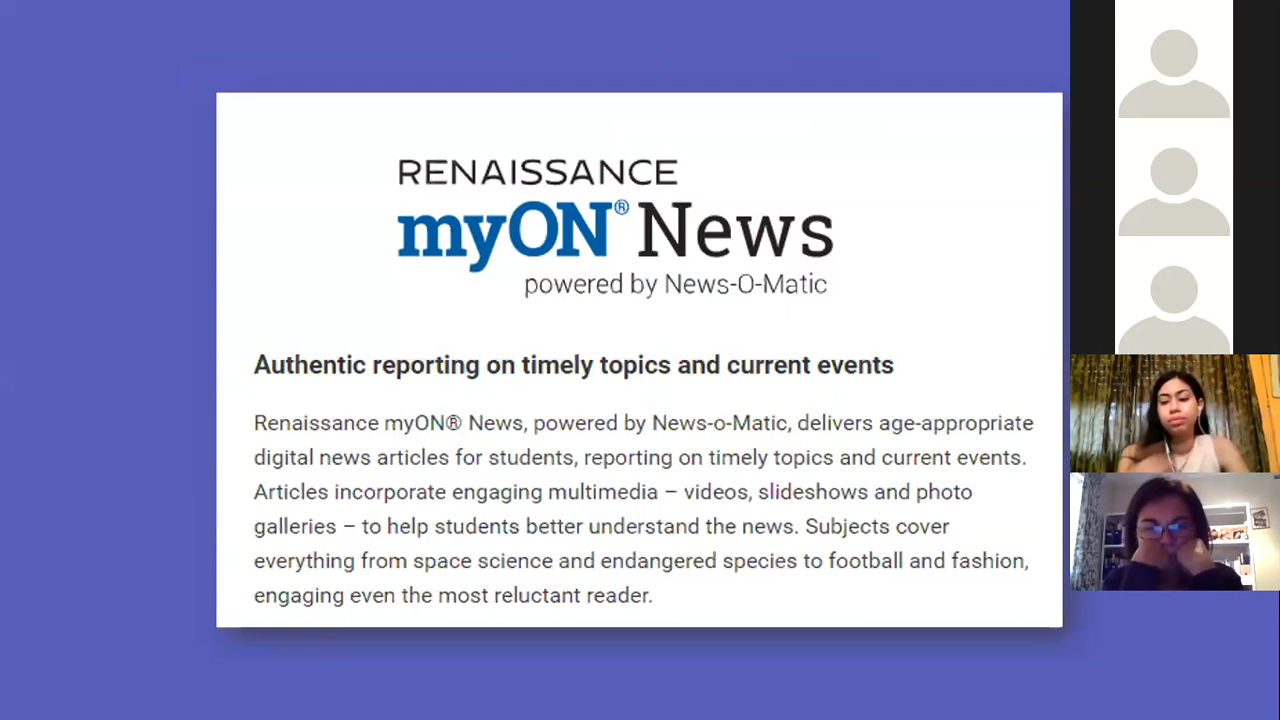 RENAISSANCE
myON® News
powered by News-O-Matic
Authentic reporting on timely topics and current events
Renaissance myON® News, powered by News-o-Matic, delivers age-appropriate
digital news articles for students, reporting on timely topics and current events.
Articles incorporate engaging multimedia – videos, slideshows and photo
galleries – to help students better understand the news. Subjects cover
everything from space science and endangered species to football and fashion,
engaging even the most reluctant reader.